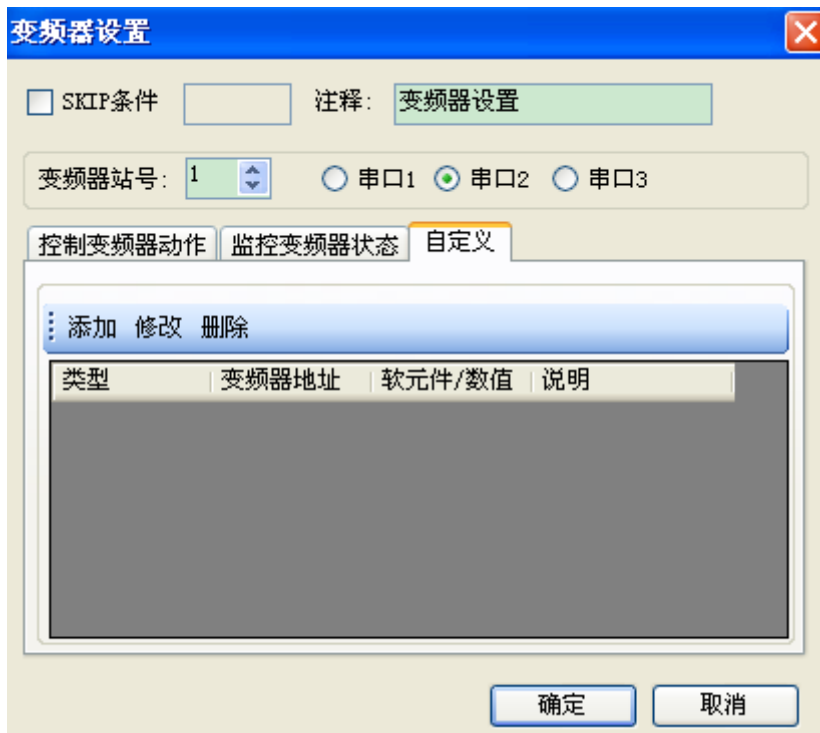 变频器设置
SKIP条件 注释: 变频器设置
变频器站号: 1 串口1 串口2 串口3
控制变频器动作 监控变频器状态 自定义
添加 修改 删除
类型 变频器地址 软元件/数值 说明
确定 取消